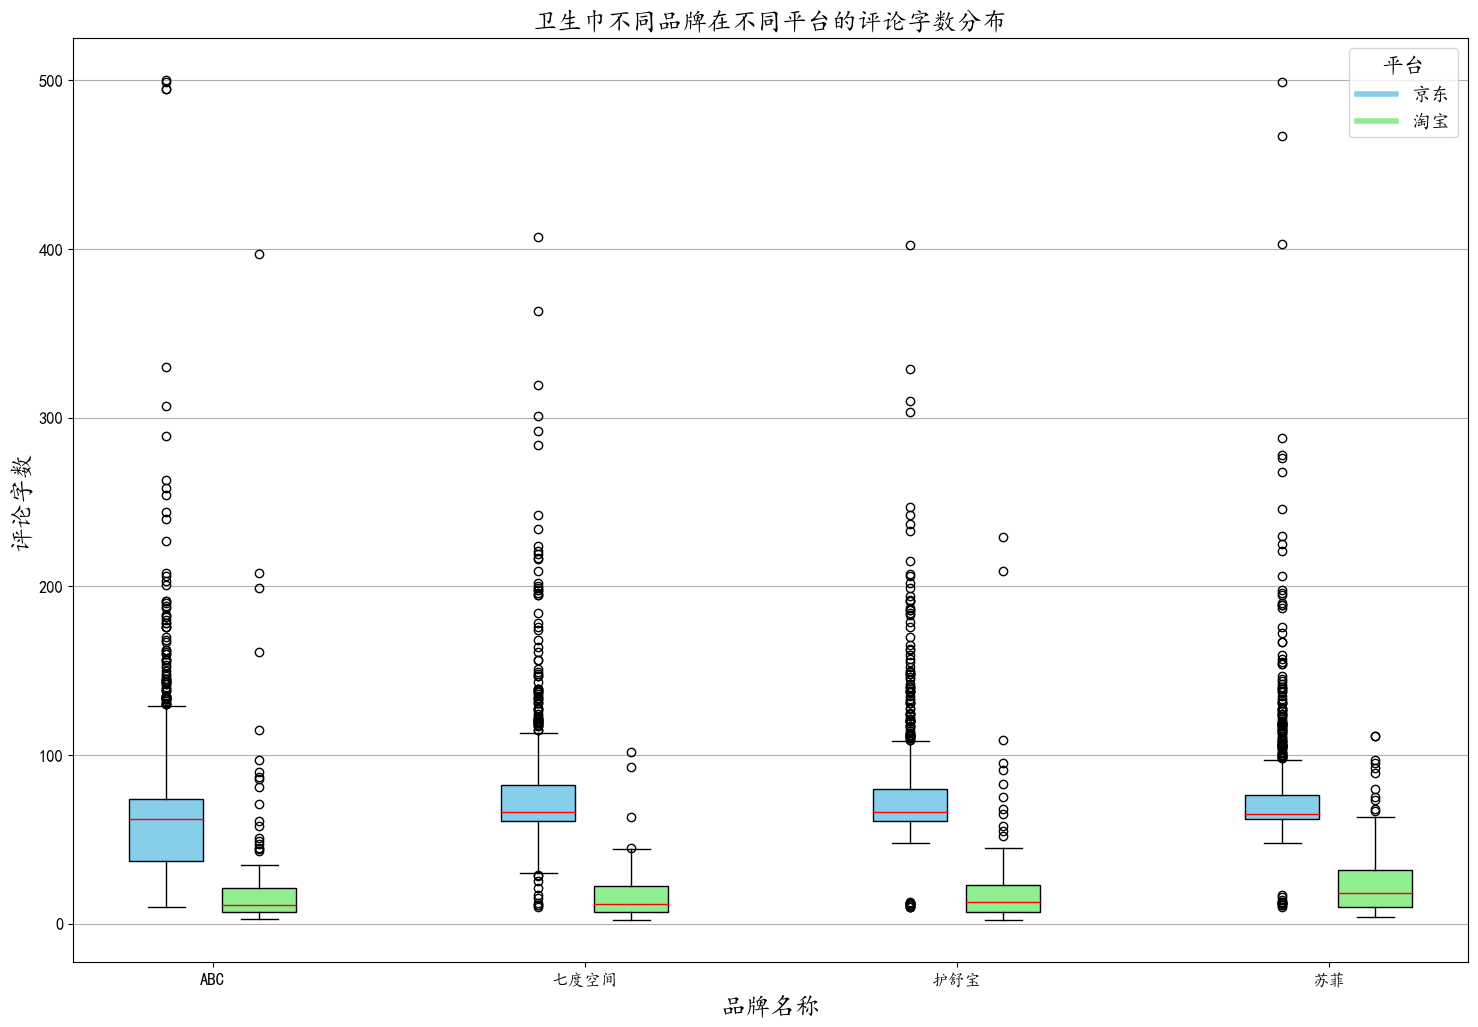 卫生巾不同品牌在不同平台的评论字数分布
平台
京东
淘宝
评论字数
500
400
300
200
100
0
ABC
七度空间
护舒宝
苏菲
品牌名称